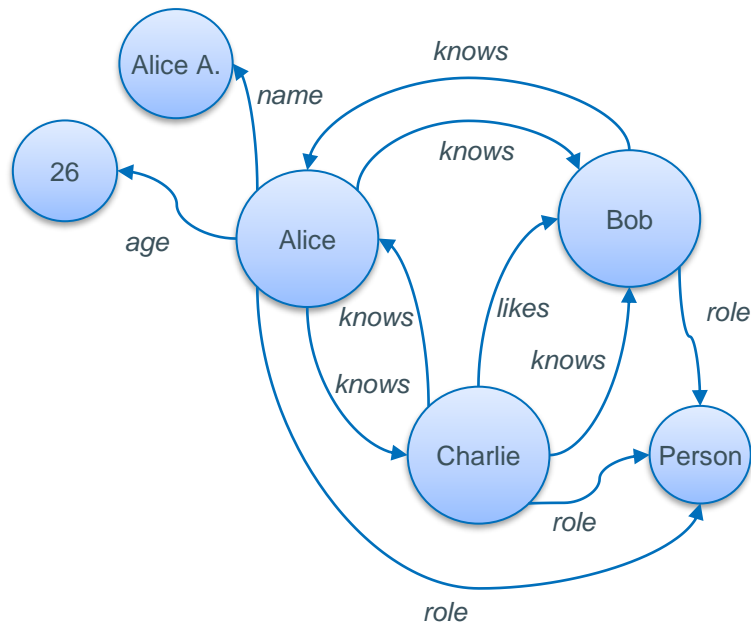 knows
Alice A.
name
knows
26
Bob
Alice
age
knows
likes
role
knows
knows
Charlie
Person
role
role